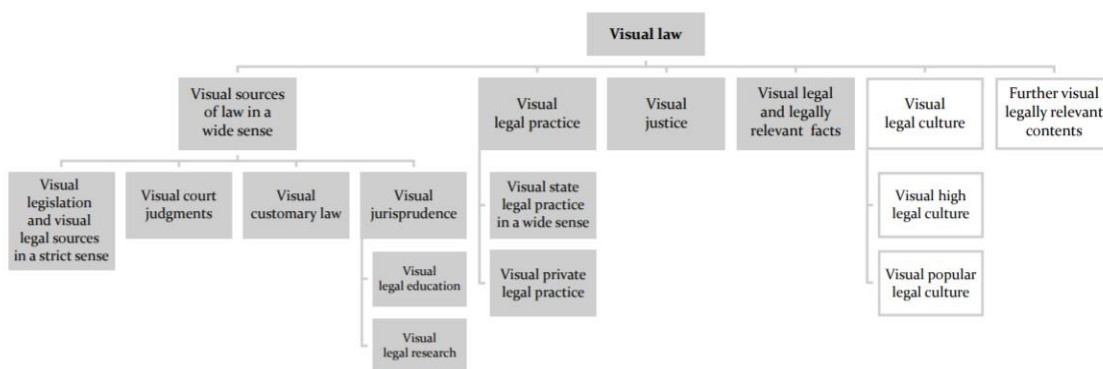 Visual law
Visual sources
of law in a
wide sense
Visual
legal practice
Visual
justice
Visual legal
and legally
relevant facts
Visual
legal culture
Further visual
legally relevant
contents
Visual
legislation
and visual
legal sources
in a strict sense
Visual court
judgments
Visual
customary law
Visual
jurisprudence
Visual
legal education
Visual
legal research
Visual state
legal practice
in a wide sense
Visual private
legal practice
Visual high
legal culture
Visual popular
legal culture